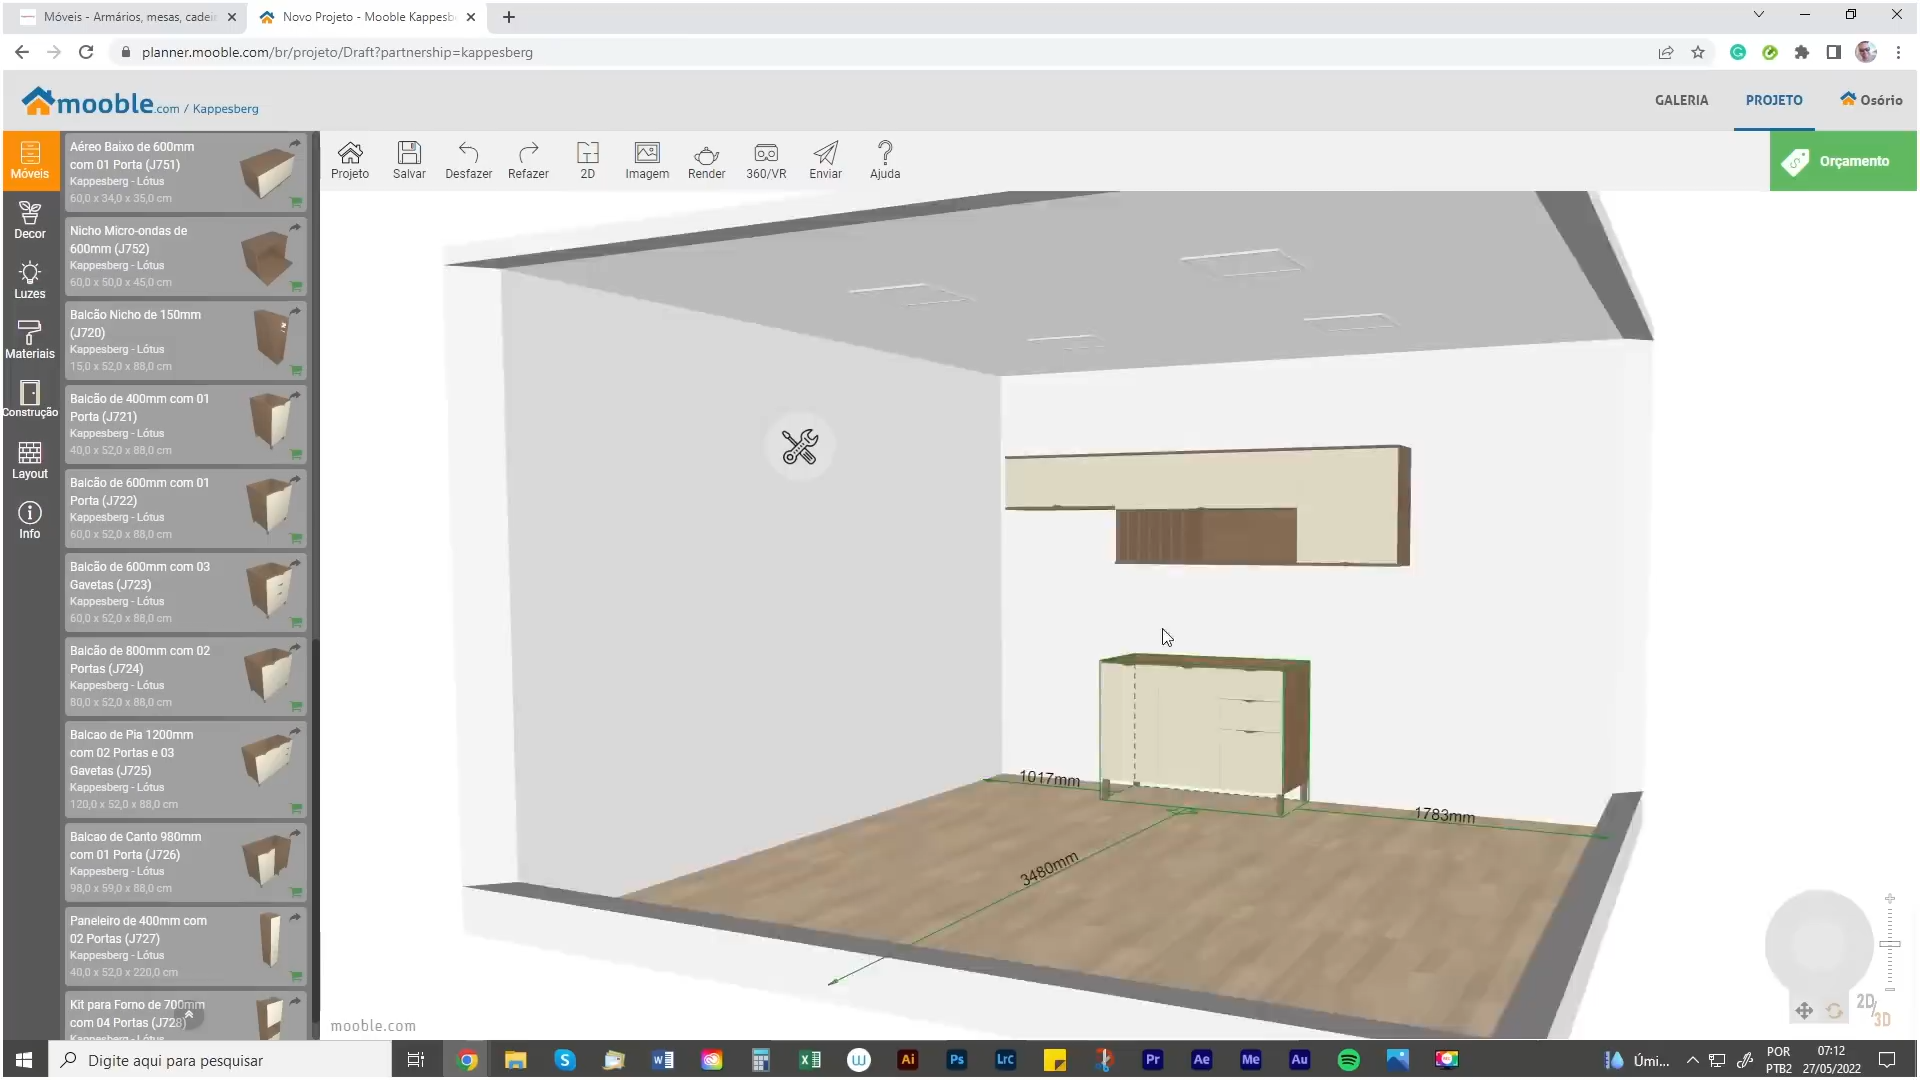 Móveis - Armários, mesas, cadei
Novo Projeto - Mooble Kappesb
planner.mooble.com/br/projeto/Draft?partnership=kappesberg
mooble.com / Kappesberg
GALERIA
PROJETO
Osório
Móveis
Decor
Luzes
Materiais
Construção
Layout
Info
Projeto
Salvar
Desfazer
Refazer
2D
Imagem
Render
360/VR
Enviar
Ajuda
Orçamento
Aéreo Baixo de 600mm
com 01 Porta (J751)
Kappesberg - Lótus
60,0 x 34,0 x 35,0 cm
Nicho Micro-ondas de
600mm (J752)
Kappesberg - Lótus
60,0 x 50,0 x 45,0 cm
Balcão Nicho de 150mm
(J720)
Kappesberg - Lótus
15,0 x 52,0 x 88,0 cm
Balcão de 400mm com 01
Porta (J721)
Kappesberg - Lótus
40,0 x 52,0 x 88,0 cm
Balcão de 600mm com 01
Porta (J722)
Kappesberg - Lótus
60,0 x 52,0 x 88,0 cm
Balcão de 600mm com 03
Gavetas (J723)
Kappesberg - Lótus
60,0 x 52,0 x 88,0 cm
Balcão de 800mm com 02
Portas (J724)
Kappesberg - Lótus
80,0 x 52,0 x 88,0 cm
Balcao de Pia 1200mm
com 02 Portas e 03
Gavetas (J725)
Kappesberg - Lótus
120,0 x 52,0 x 88,0 cm
Balcao de Canto 980mm
com 01 Porta (J726)
Kappesberg - Lótus
98,0 x 59,0 x 88,0 cm
Paneleiro de 400mm com
02 Portas (J727)
Kappesberg - Lótus
40,0 x 52,0 x 220,0 cm
Kit para Forno de 700mm
com 04 Portas (J728)
Kappesberg - Lótus
1017mm
1783mm
3480mm
mooble.com
2D/
3D
Digite aqui para pesquisar
Ai
Ps
Lrc
Pr
Ae
Me
Au
Úmi...
POR
PTB2
07:12
27/05/2022